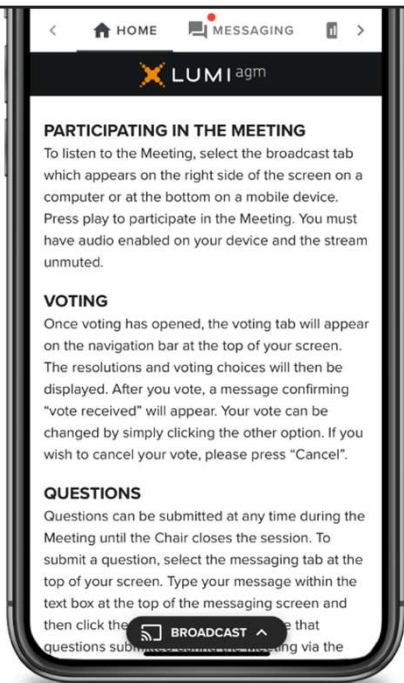 HOME MESSAGING
LUMI agm
PARTICIPATING IN THE MEETING
To listen to the Meeting, select the broadcast tab
which appears on the right side of the screen on a
computer or at the bottom on a mobile device.
Press play to participate in the Meeting. You must
have audio enabled on your device and the stream
unmuted.
VOTING
Once voting has opened, the voting tab will appear
on the navigation bar at the top of your screen.
The resolutions and voting choices will then be
displayed. After you vote, a message confirming
“vote received” will appear. Your vote can be
changed by simply clicking the other option. If you
wish to cancel your vote, please press “Cancel”.
QUESTIONS
Questions can be submitted at any time during the
Meeting until the Chair closes the session. To
submit a question, select the messaging tab at the
top of your screen. Type your message within the
text box at the top of the messaging screen and
then click the that
BROADCAST
questions via the